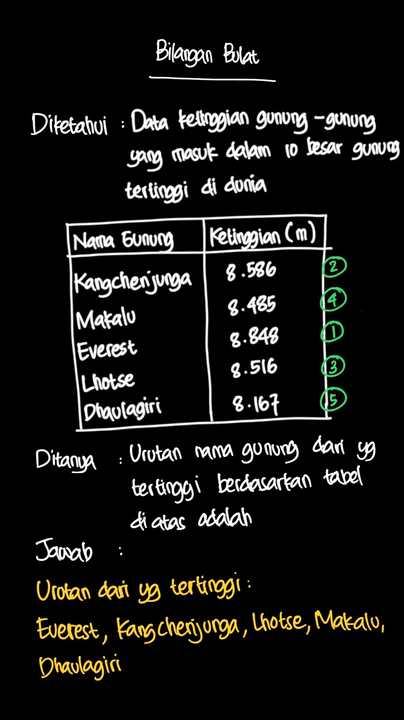 Bilangan Bulat
Diketahui : Data ketinggian gunung-gunung
yang masuk dalam 10 besar gunung
tertinggi di dunia
Nama Gunung Ketinggian (m)
Kangchenjunga 8.586 2
Makalu 8.485 4
Everest 8.848 1
Lhotse 8.516 3
Dhaulagiri 8.167 5
Ditanya : Urutan nama gunung dari yg
tertinggi berdasarkan tabel
di atas adalah
Jawab :
Urutan dari yg tertinggi :
Everest, Kangchenjunga, Lhotse, Makalu,
Dhaulagiri